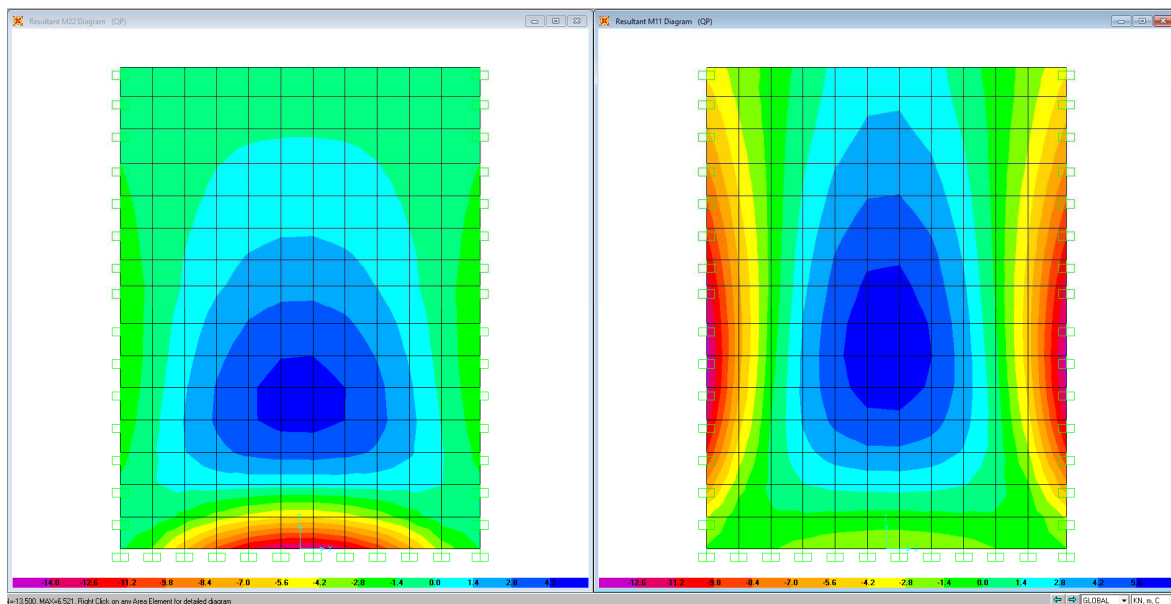 Resultant M22 Diagram (QP)
Resultant M11 Diagram (QP)
-14.0 -12.6 -11.2 -9.8 -8.4 -7.0 -5.6 -4.2 -2.8 -1.4 0.0 1.4 2.8 4.2
-12.6 -11.2 -9.8 -8.4 -7.0 -5.6 -4.2 -2.8 -1.4 0.0 1.4 2.8 4.2
=-13.500, MAX=6.521, Right Click on any Area Element for detailed diagram
GLOBAL
KN, m, C